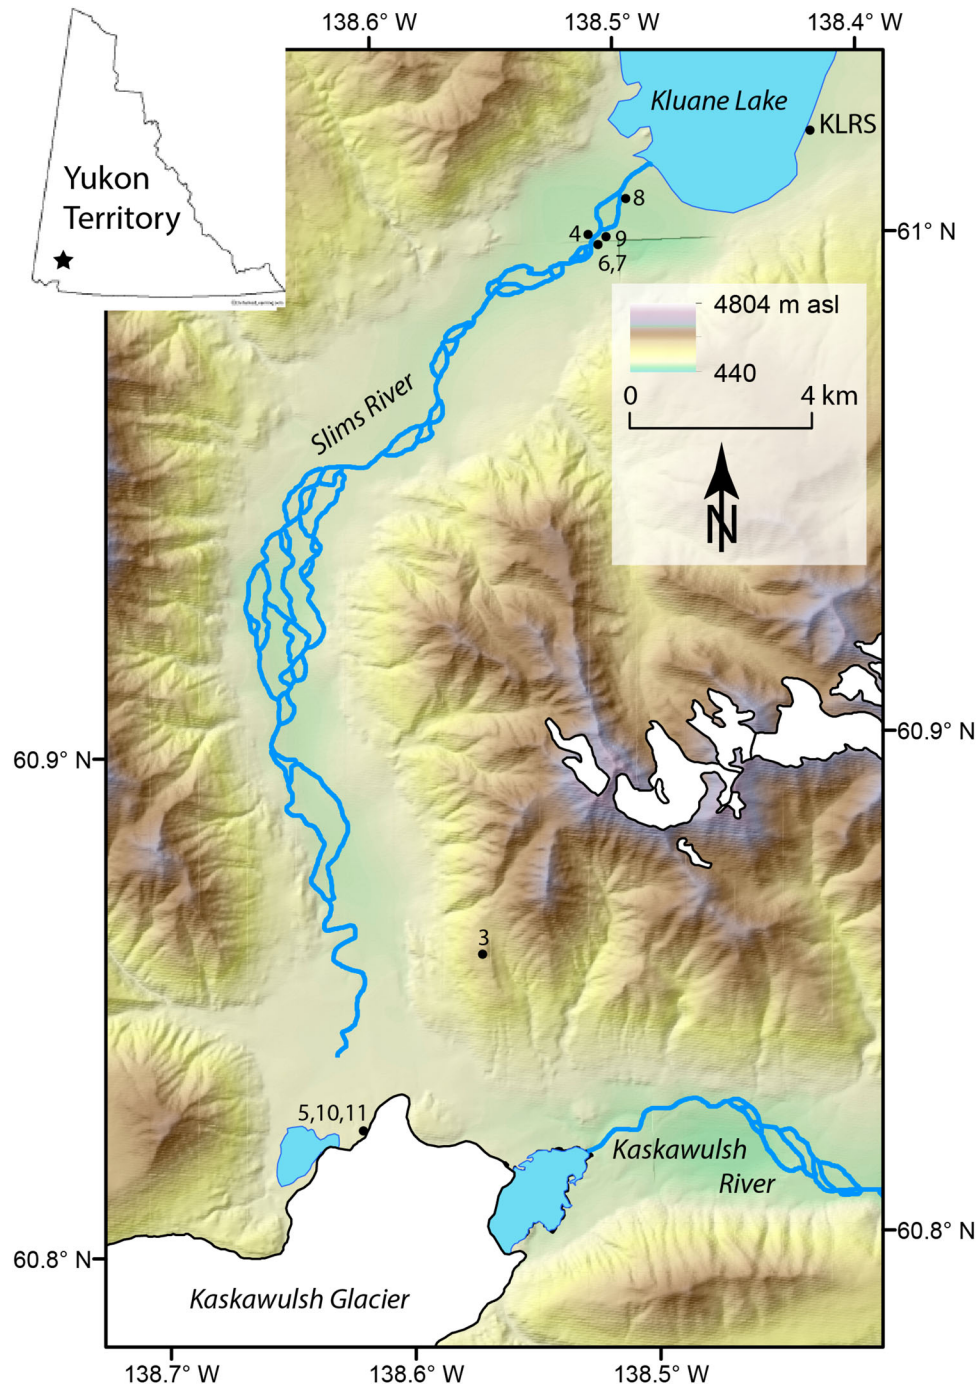 138.6° W
138.5° W
138.4° W
Yukon
Territory
Kluane Lake
KLRS
8
4
9
6,7
61° N
4804 m asl
440
0
4 km
N
Slims River
60.9° N
60.9° N
3
5,10,11
Kaskawulsh
River
60.8° N
60.8° N
Kaskawulsh Glacier
138.7° W
138.6° W
138.5° W